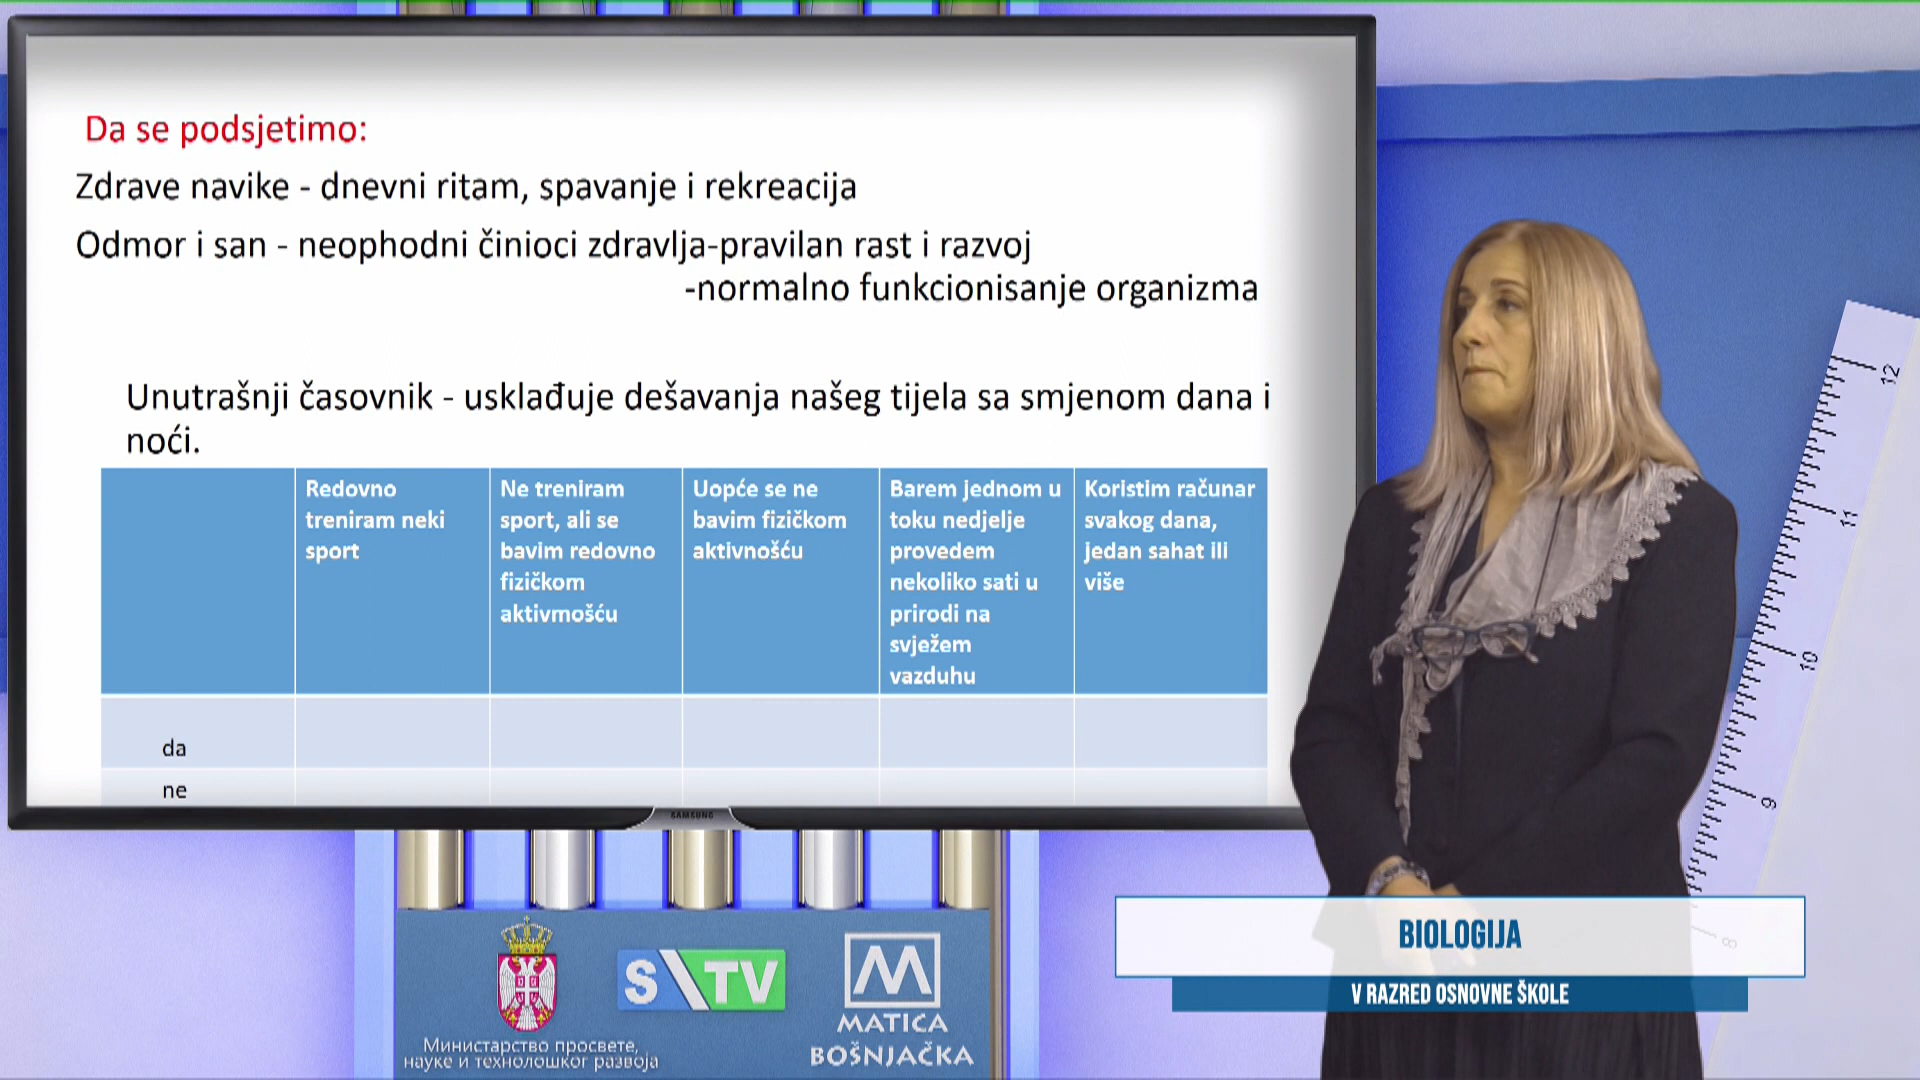 Da se podsjetimo:
Zdrave navike - dnevni ritam, spavanje i rekreacija
Odmor i san - neophodni činioci zdravlja-pravilan rast i razvoj
-normalno funkcionisanje organizma
Unutrašnji časovnik - usklađuje dešavanja našeg tijela sa smjenom dana i
noći.
Redovno
treniram neki
sport
Ne treniram
sport, ali se
bavim redovno
fizičkom
aktivmošću
Uopće se ne
bavim fizičkom
aktivnošću
Barem jednom u
toku nedjelje
provedem
nekoliko sati u
prirodi na
svježem
vazduhu
Koristim računar
svakog dana,
jedan sahat ili
više
da
ne
SAMSUNG
12
11
10
9
8
BIOLOGIJA
V RAZRED OSNOVNE ŠKOLE
Министарство просвете,
науке и технолошког развоја
S TV
M
MATICA
BOŠNJAČKA